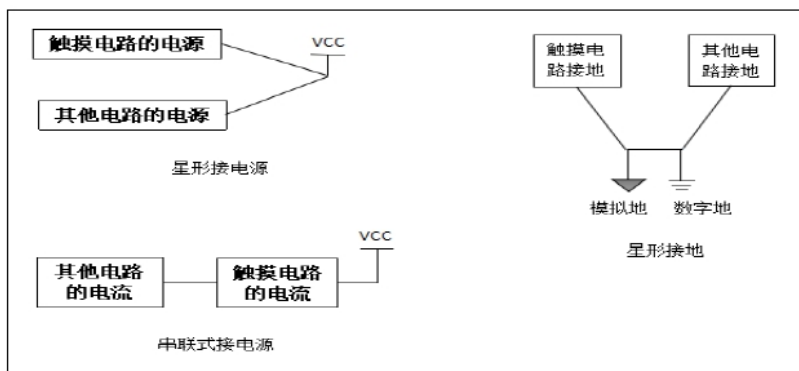 触摸电路的电源
VCC
其他电路的电源
星形接电源
触摸电
路接地
其他电
路接地
模拟地
数字地
星形接地
VCC
其他电路
的电流
触摸电路
的电流
串联式接电源